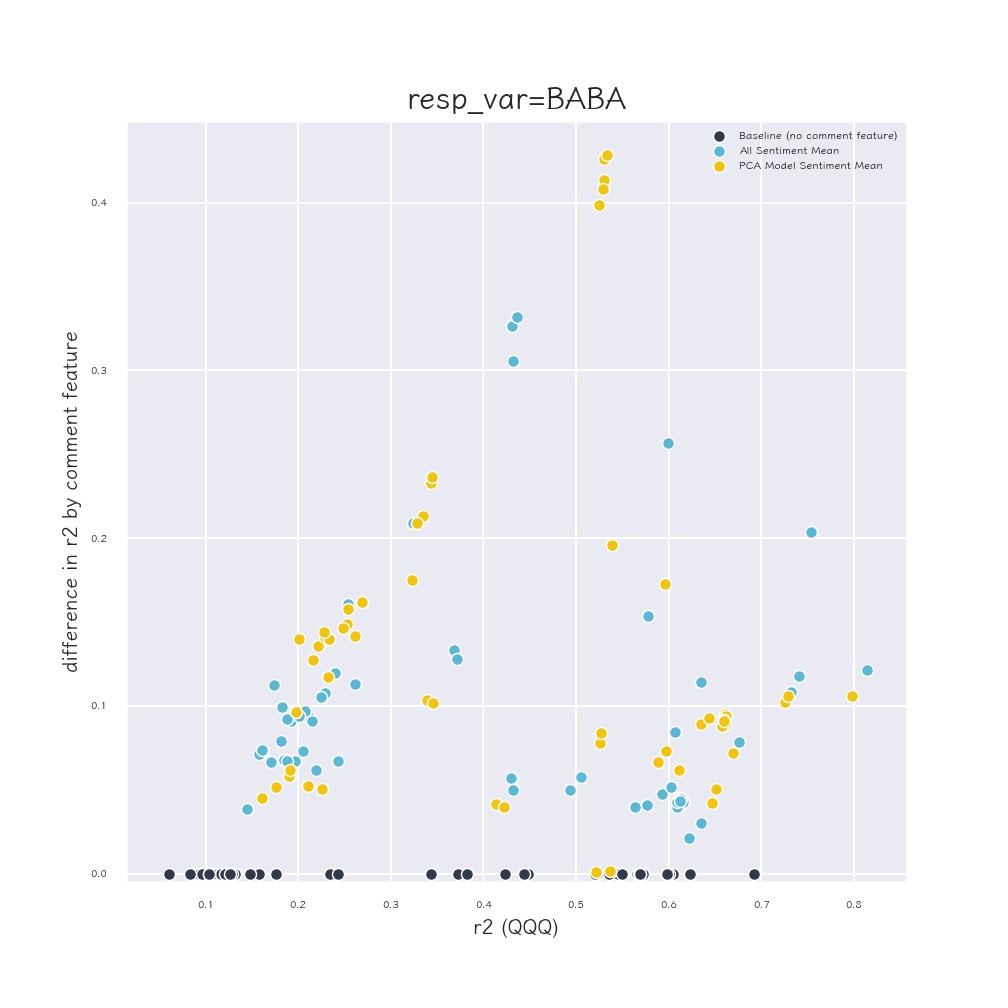 resp_var=BABA
Baseline (no comment feature)
All Sentiment Mean
PCA Model Sentiment Mean
difference in r2 by comment feature
0.4
0.3
0.2
0.1
0.0
0.1 0.2 0.3 0.4 0.5 0.6 0.7 0.8
r2 (QQQ)